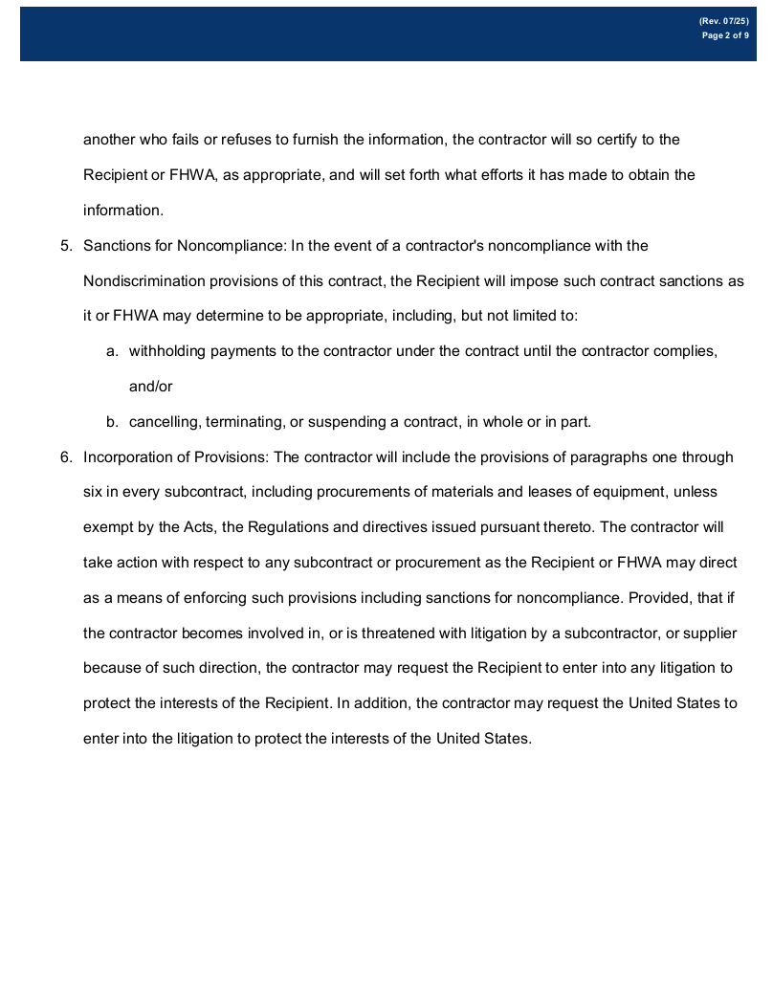 (Rev. 07/25)
Page 2 of 9
another who fails or refuses to furnish the information, the contractor will so certify to the
Recipient or FHWA, as appropriate, and will set forth what efforts it has made to obtain the
information.
5. Sanctions for Noncompliance: In the event of a contractor's noncompliance with the
Nondiscrimination provisions of this contract, the Recipient will impose such contract sanctions as
it or FHWA may determine to be appropriate, including, but not limited to:
a. withholding payments to the contractor under the contract until the contractor complies,
and/or
b. cancelling, terminating, or suspending a contract, in whole or in part.
6. Incorporation of Provisions: The contractor will include the provisions of paragraphs one through
six in every subcontract, including procurements of materials and leases of equipment, unless
exempt by the Acts, the Regulations and directives issued pursuant thereto. The contractor will
take action with respect to any subcontract or procurement as the Recipient or FHWA may direct
as a means of enforcing such provisions including sanctions for noncompliance. Provided, that if
the contractor becomes involved in, or is threatened with litigation by a subcontractor, or supplier
because of such direction, the contractor may request the Recipient to enter into any litigation to
protect the interests of the Recipient. In addition, the contractor may request the United States to
enter into the litigation to protect the interests of the United States.